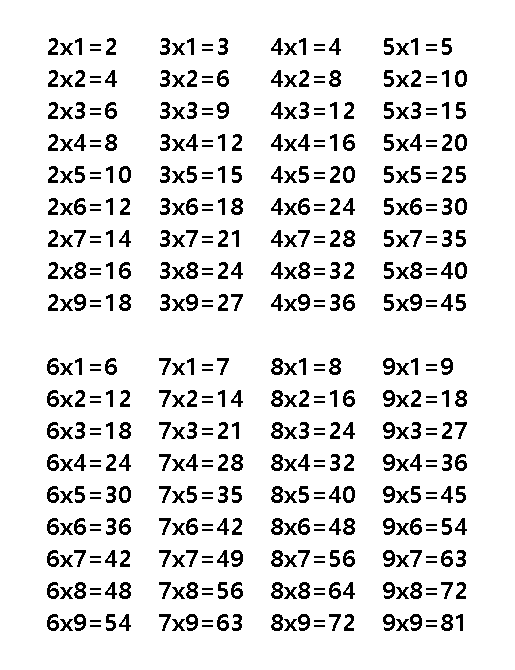 2x1=2 3x1=3 4x1=4 5x1=5
2x2=4 3x2=6 4x2=8 5x2=10
2x3=6 3x3=9 4x3=12 5x3=15
2x4=8 3x4=12 4x4=16 5x4=20
2x5=10 3x5=15 4x5=20 5x5=25
2x6=12 3x6=18 4x6=24 5x6=30
2x7=14 3x7=21 4x7=28 5x7=35
2x8=16 3x8=24 4x8=32 5x8=40
2x9=18 3x9=27 4x9=36 5x9=45
6x1=6 7x1=7 8x1=8 9x1=9
6x2=12 7x2=14 8x2=16 9x2=18
6x3=18 7x3=21 8x3=24 9x3=27
6x4=24 7x4=28 8x4=32 9x4=36
6x5=30 7x5=35 8x5=40 9x5=45
6x6=36 7x6=42 8x6=48 9x6=54
6x7=42 7x7=49 8x7=56 9x7=63
6x8=48 7x8=56 8x8=64 9x8=72
6x9=54 7x9=63 8x9=72 9x9=81